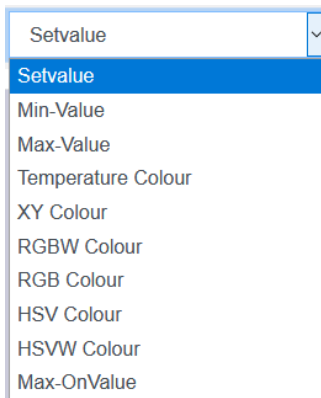 Setvalue
Setvalue
Min-Value
Max-Value
Temperature Colour
XY Colour
RGBW Colour
RGB Colour
HSV Colour
HSVW Colour
Max-OnValue